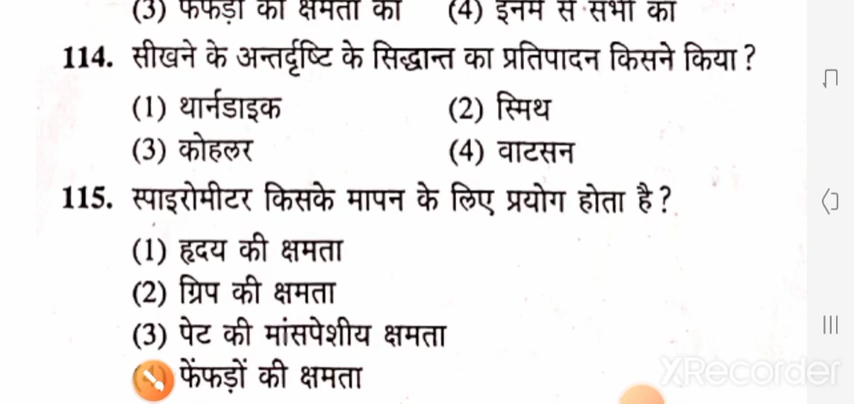 (3) फेफड़ों की क्षमता का (4) इनमें से सभी का
114. सीखने के अन्तर्दृष्टि के सिद्धान्त का प्रतिपादन किसने किया ?
(1) थार्नडाइक (2) स्मिथ
(3) कोहलर (4) वाटसन
115. स्पाइरोमीटर किसके मापन के लिए प्रयोग होता है ?
(1) हृदय की क्षमता
(2) ग्रिप की क्षमता
(3) पेट की मांसपेशीय क्षमता
फेंफड़ों की क्षमता
XRecorder